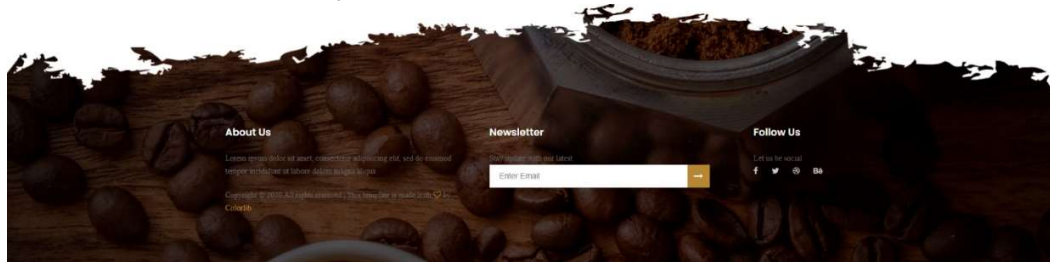 About Us
Lorem ipsum dolor sit amet, consectetur adipisicing elit, sed do eiusmod
tempor incididunt ut labore dolore magna aliqua
Copyright © 2020 All rights reserved | This template is made with by
Colorlib
Newsletter
Stay update with our latest
Enter Email
Follow Us
Let us be social
Bē